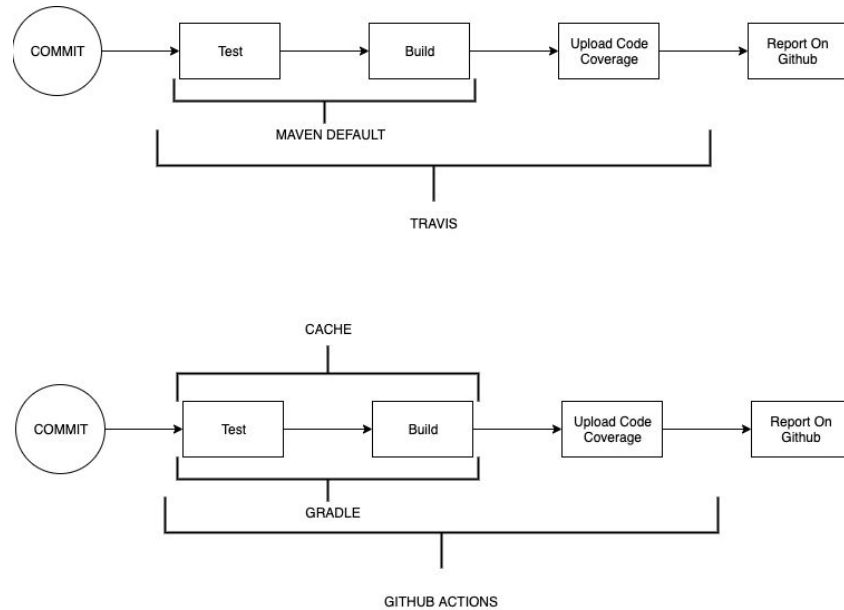 COMMIT
Test
Build
Upload Code
Coverage
Report On
Github
MAVEN DEFAULT
TRAVIS
CACHE
COMMIT
Test
Build
Upload Code
Coverage
Report On
Github
GRADLE
GITHUB ACTIONS